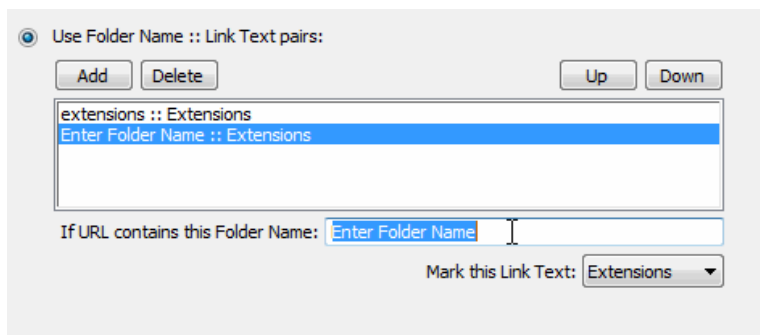 Use Folder Name :: Link Text pairs:
Add Delete Up Down
extensions :: Extensions
Enter Folder Name :: Extensions
If URL contains this Folder Name: Enter Folder Name
Mark this Link Text: Extensions